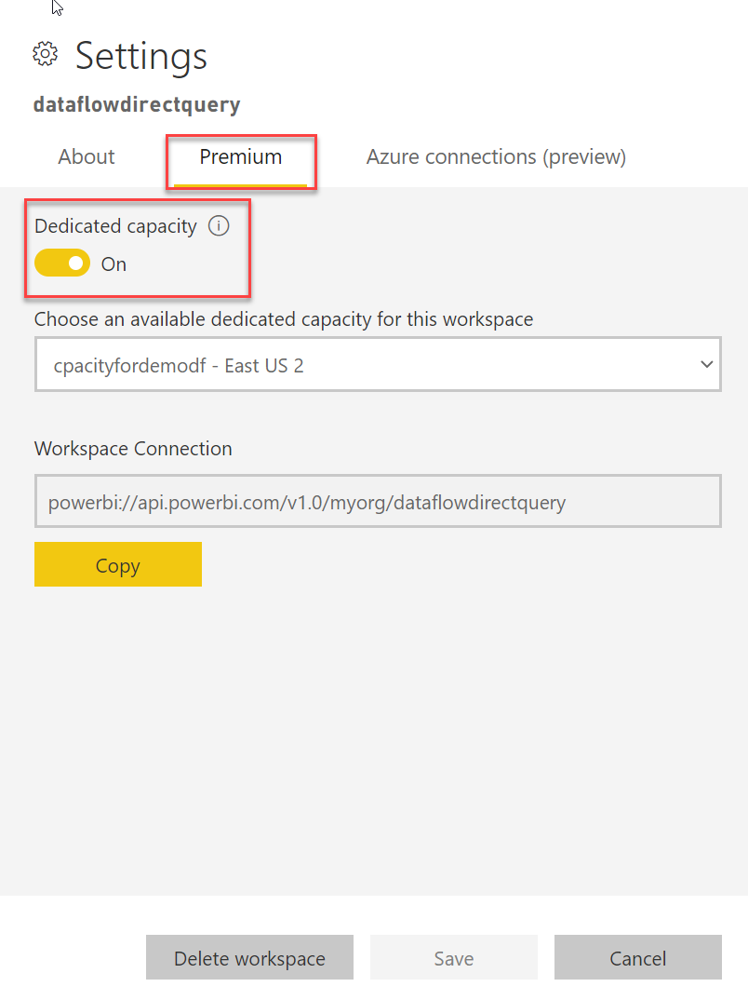 Settings
dataflowdirectquery
About Premium Azure connections (preview)
Dedicated capacity
On
Choose an available dedicated capacity for this workspace
cpacityfordemodf - East US 2
Workspace Connection
powerbi://api.powerbi.com/v1.0/myorg/dataflowdirectquery
Copy
Delete workspace Save Cancel